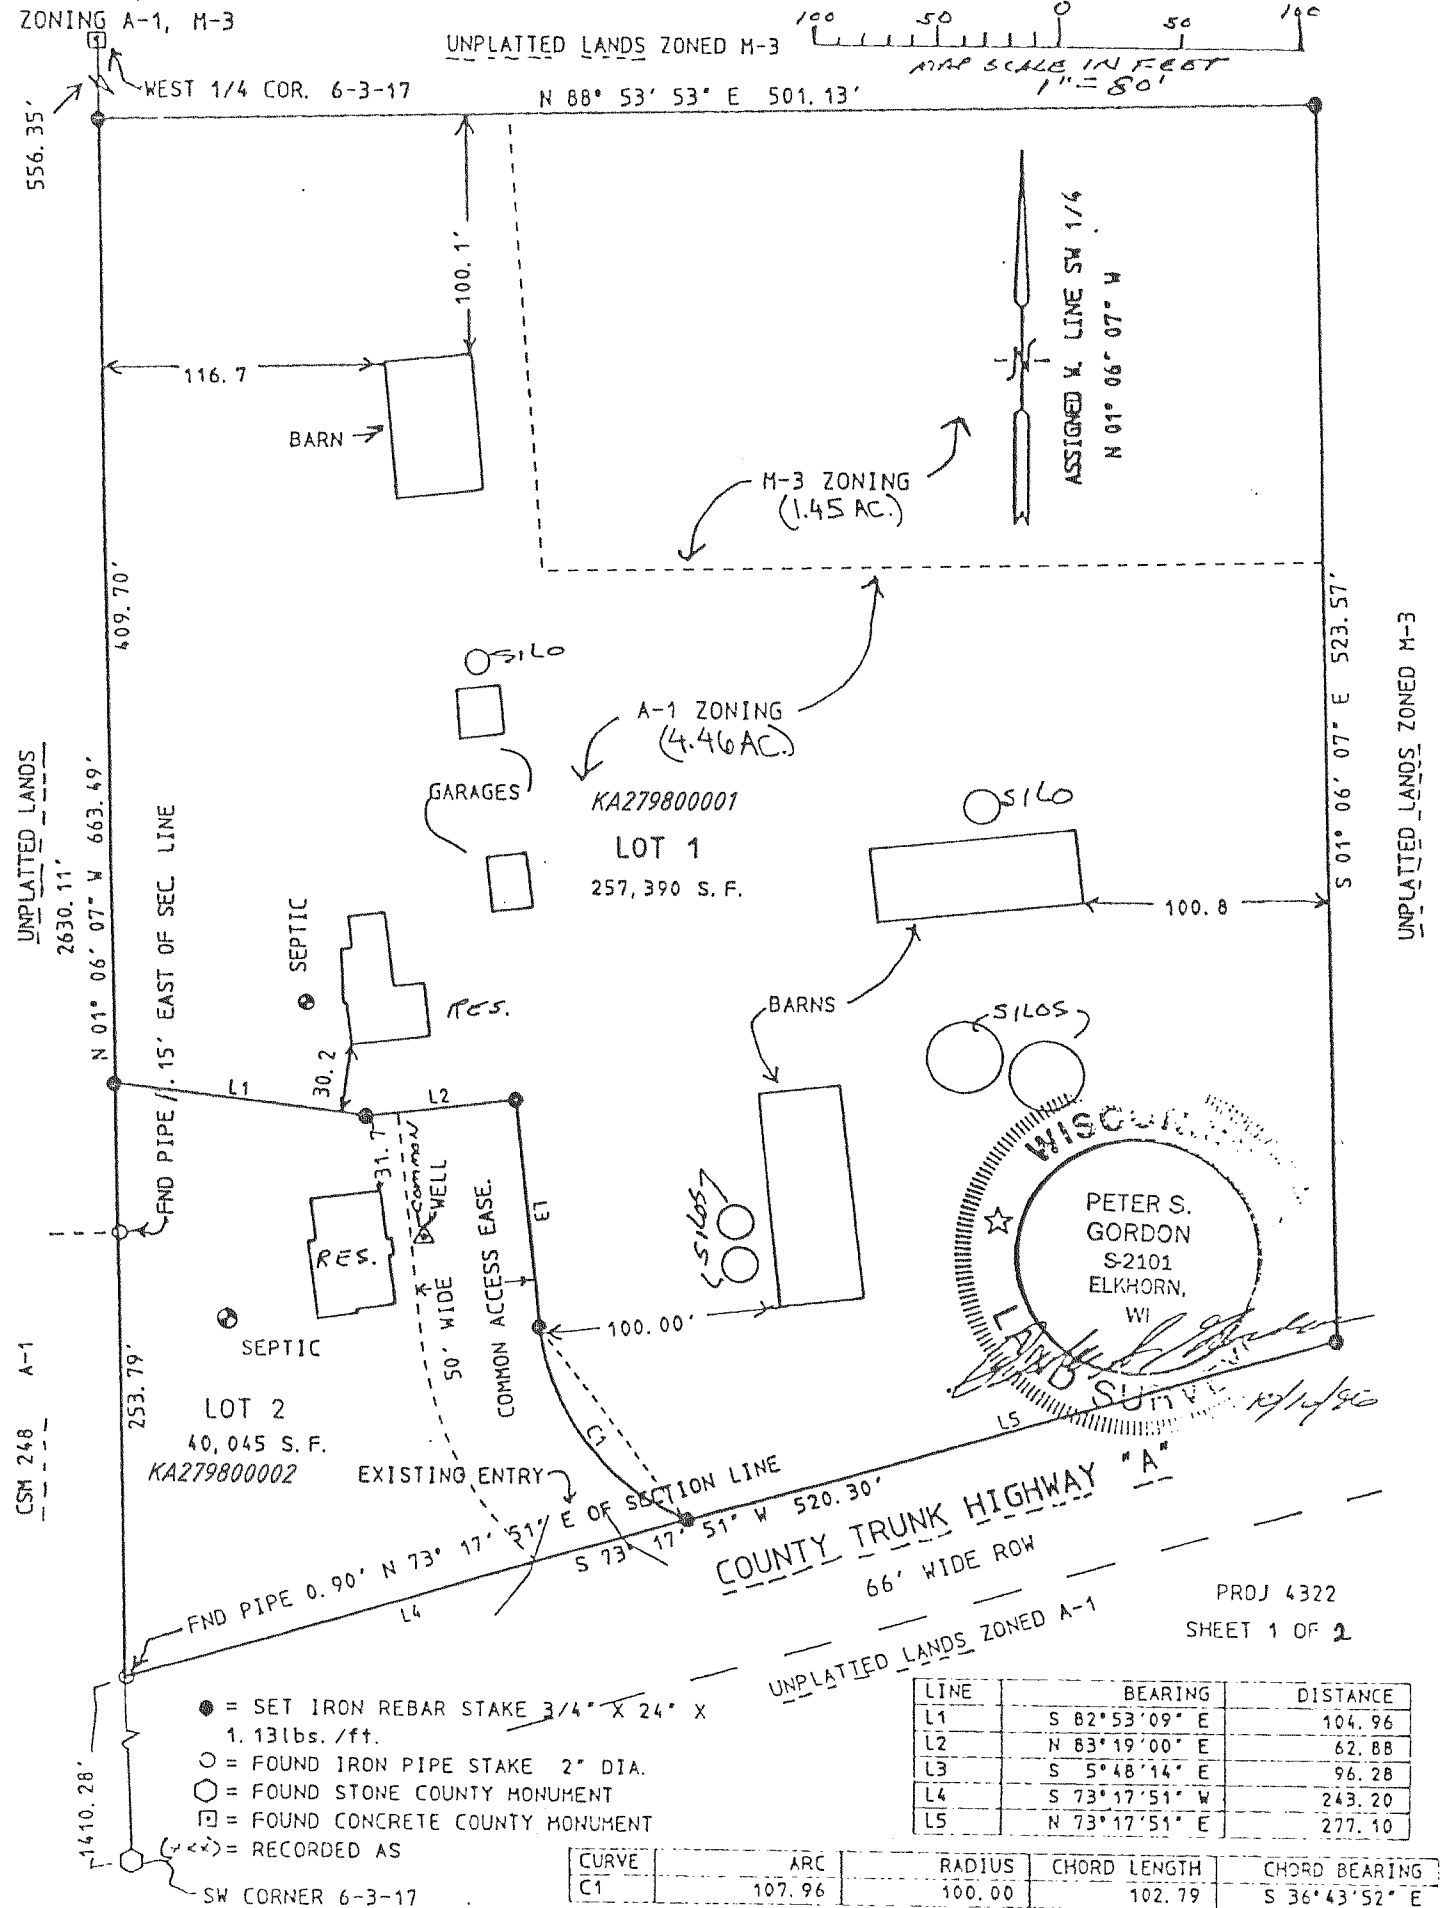 ZONING A-1, M-3
UNPLATTED LANDS ZONED M-3
100 50 0 50 100
MAP SCALE IN FEET
1"=80'
WEST 1/4 COR. 6-3-17
N 88° 53' 53" E 501.13'
556.35'
100.1'
116.7
BARN
ASSIGNED W. LINE SW 1/4
N 01° 06' 07" W
N
M-3 ZONING
(1.45 AC.)
409.70'
SILO
A-1 ZONING
(4.46 AC.)
GARAGES
KA279800001
LOT 1
257,390 S.F.
SILO
S 01° 06' 07" E 523.57'
UNPLATTED LANDS ZONED M-3
UNPLATTED LANDS
2630.11'
N 01° 06' 07" W 663.49'
FND PIPE .15' EAST OF SEC. LINE
SEPTIC
RES.
100.8
BARNS
SILOS
30.2
L1
L2
31.7
COMMON
WELL
RES.
50' WIDE
COMMON ACCESS EASE.
L3
SILOS
100.00'
SEPTIC
LOT 2
40,045 S.F.
KA279800002
253.79'
CSM 248 A-1
EXISTING ENTRY
C1
L5
PETER S.
GORDON
S-2101
ELKHORN,
WI
LAND
FND PIPE 0.90' N 73° 17' 51" E OF SECTION LINE
S 73° 17' 51" W 520.30'
L4
COUNTY TRUNK HIGHWAY "A"
66' WIDE ROW
UNPLATTED LANDS ZONED A-1
PROJ 4322
SHEET 1 OF 2
● = SET IRON REBAR STAKE 3/4" X 24" X
1.13lbs./ft.
○ = FOUND IRON PIPE STAKE 2" DIA.
= FOUND STONE COUNTY MONUMENT
= FOUND CONCRETE COUNTY MONUMENT
= RECORDED AS
1410.28'
SW CORNER 6-3-17
LINE BEARING DISTANCE
L1 S 82°53'09" E 104.96
L2 N 83°19'00" E 62.88
L3 S 5°48'14" E 96.28
L4 S 73°17'51" W 243.20
L5 N 73°17'51" E 277.10
CURVE ARC RADIUS CHORD LENGTH CHORD BEARING
C1 107.96 100.00 102.79 S 36°43'52" E